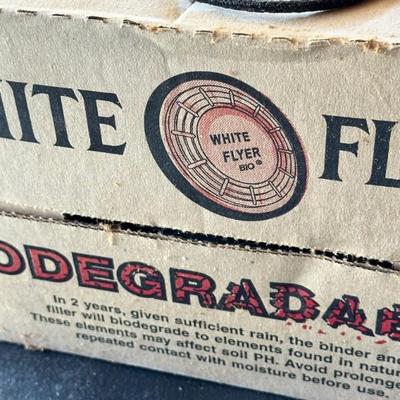 HITE FL
WHITE
FLYER
BiO®
ODEGRADAB
In 2 years, given sufficient rain, the binder and
filler will biodegrade to elements found in natur
These elements may affect soil PH. Avoid prolonge
repeated contact with moisture before use.